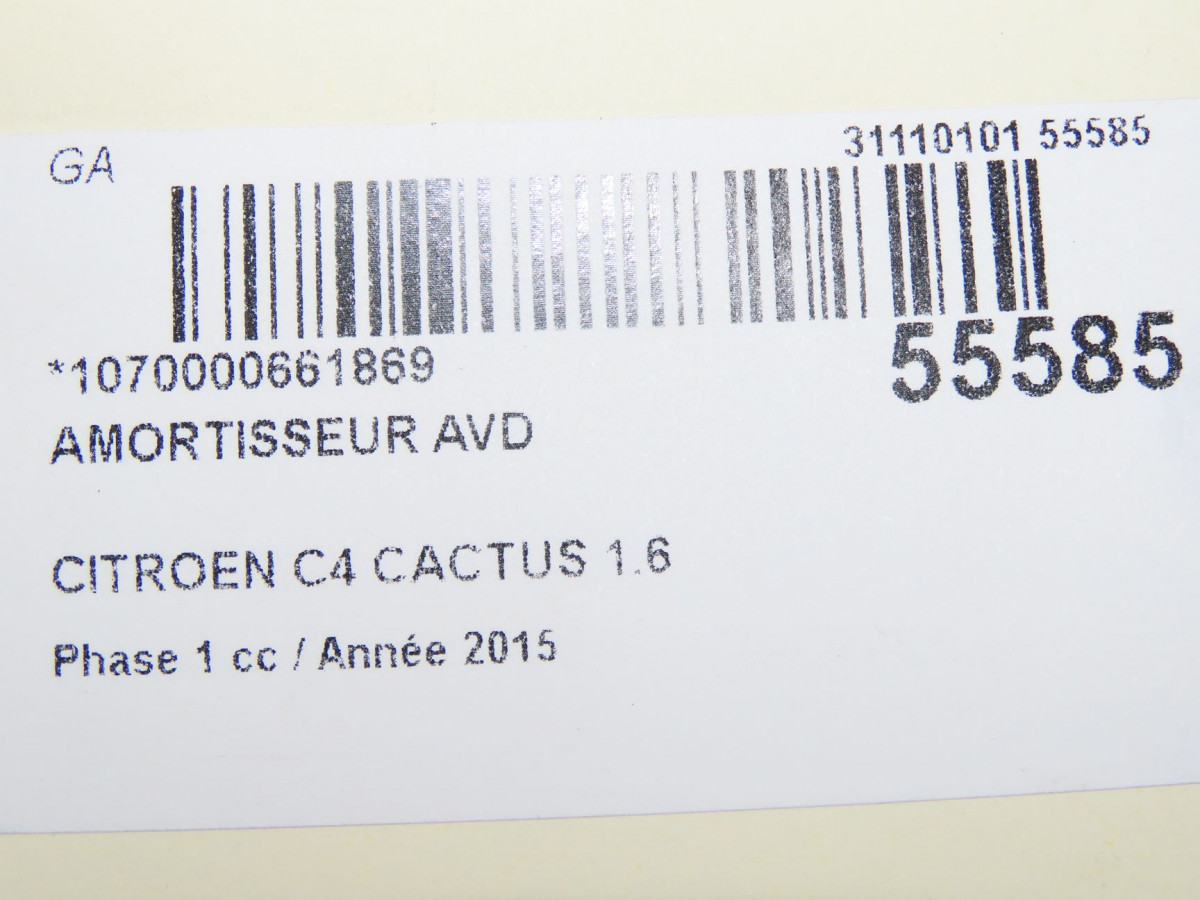 GA
31110101 55585
*1070000661869
55585
AMORTISSEUR AVD
CITROEN C4 CACTUS 1.6
Phase 1 cc / Année 2015